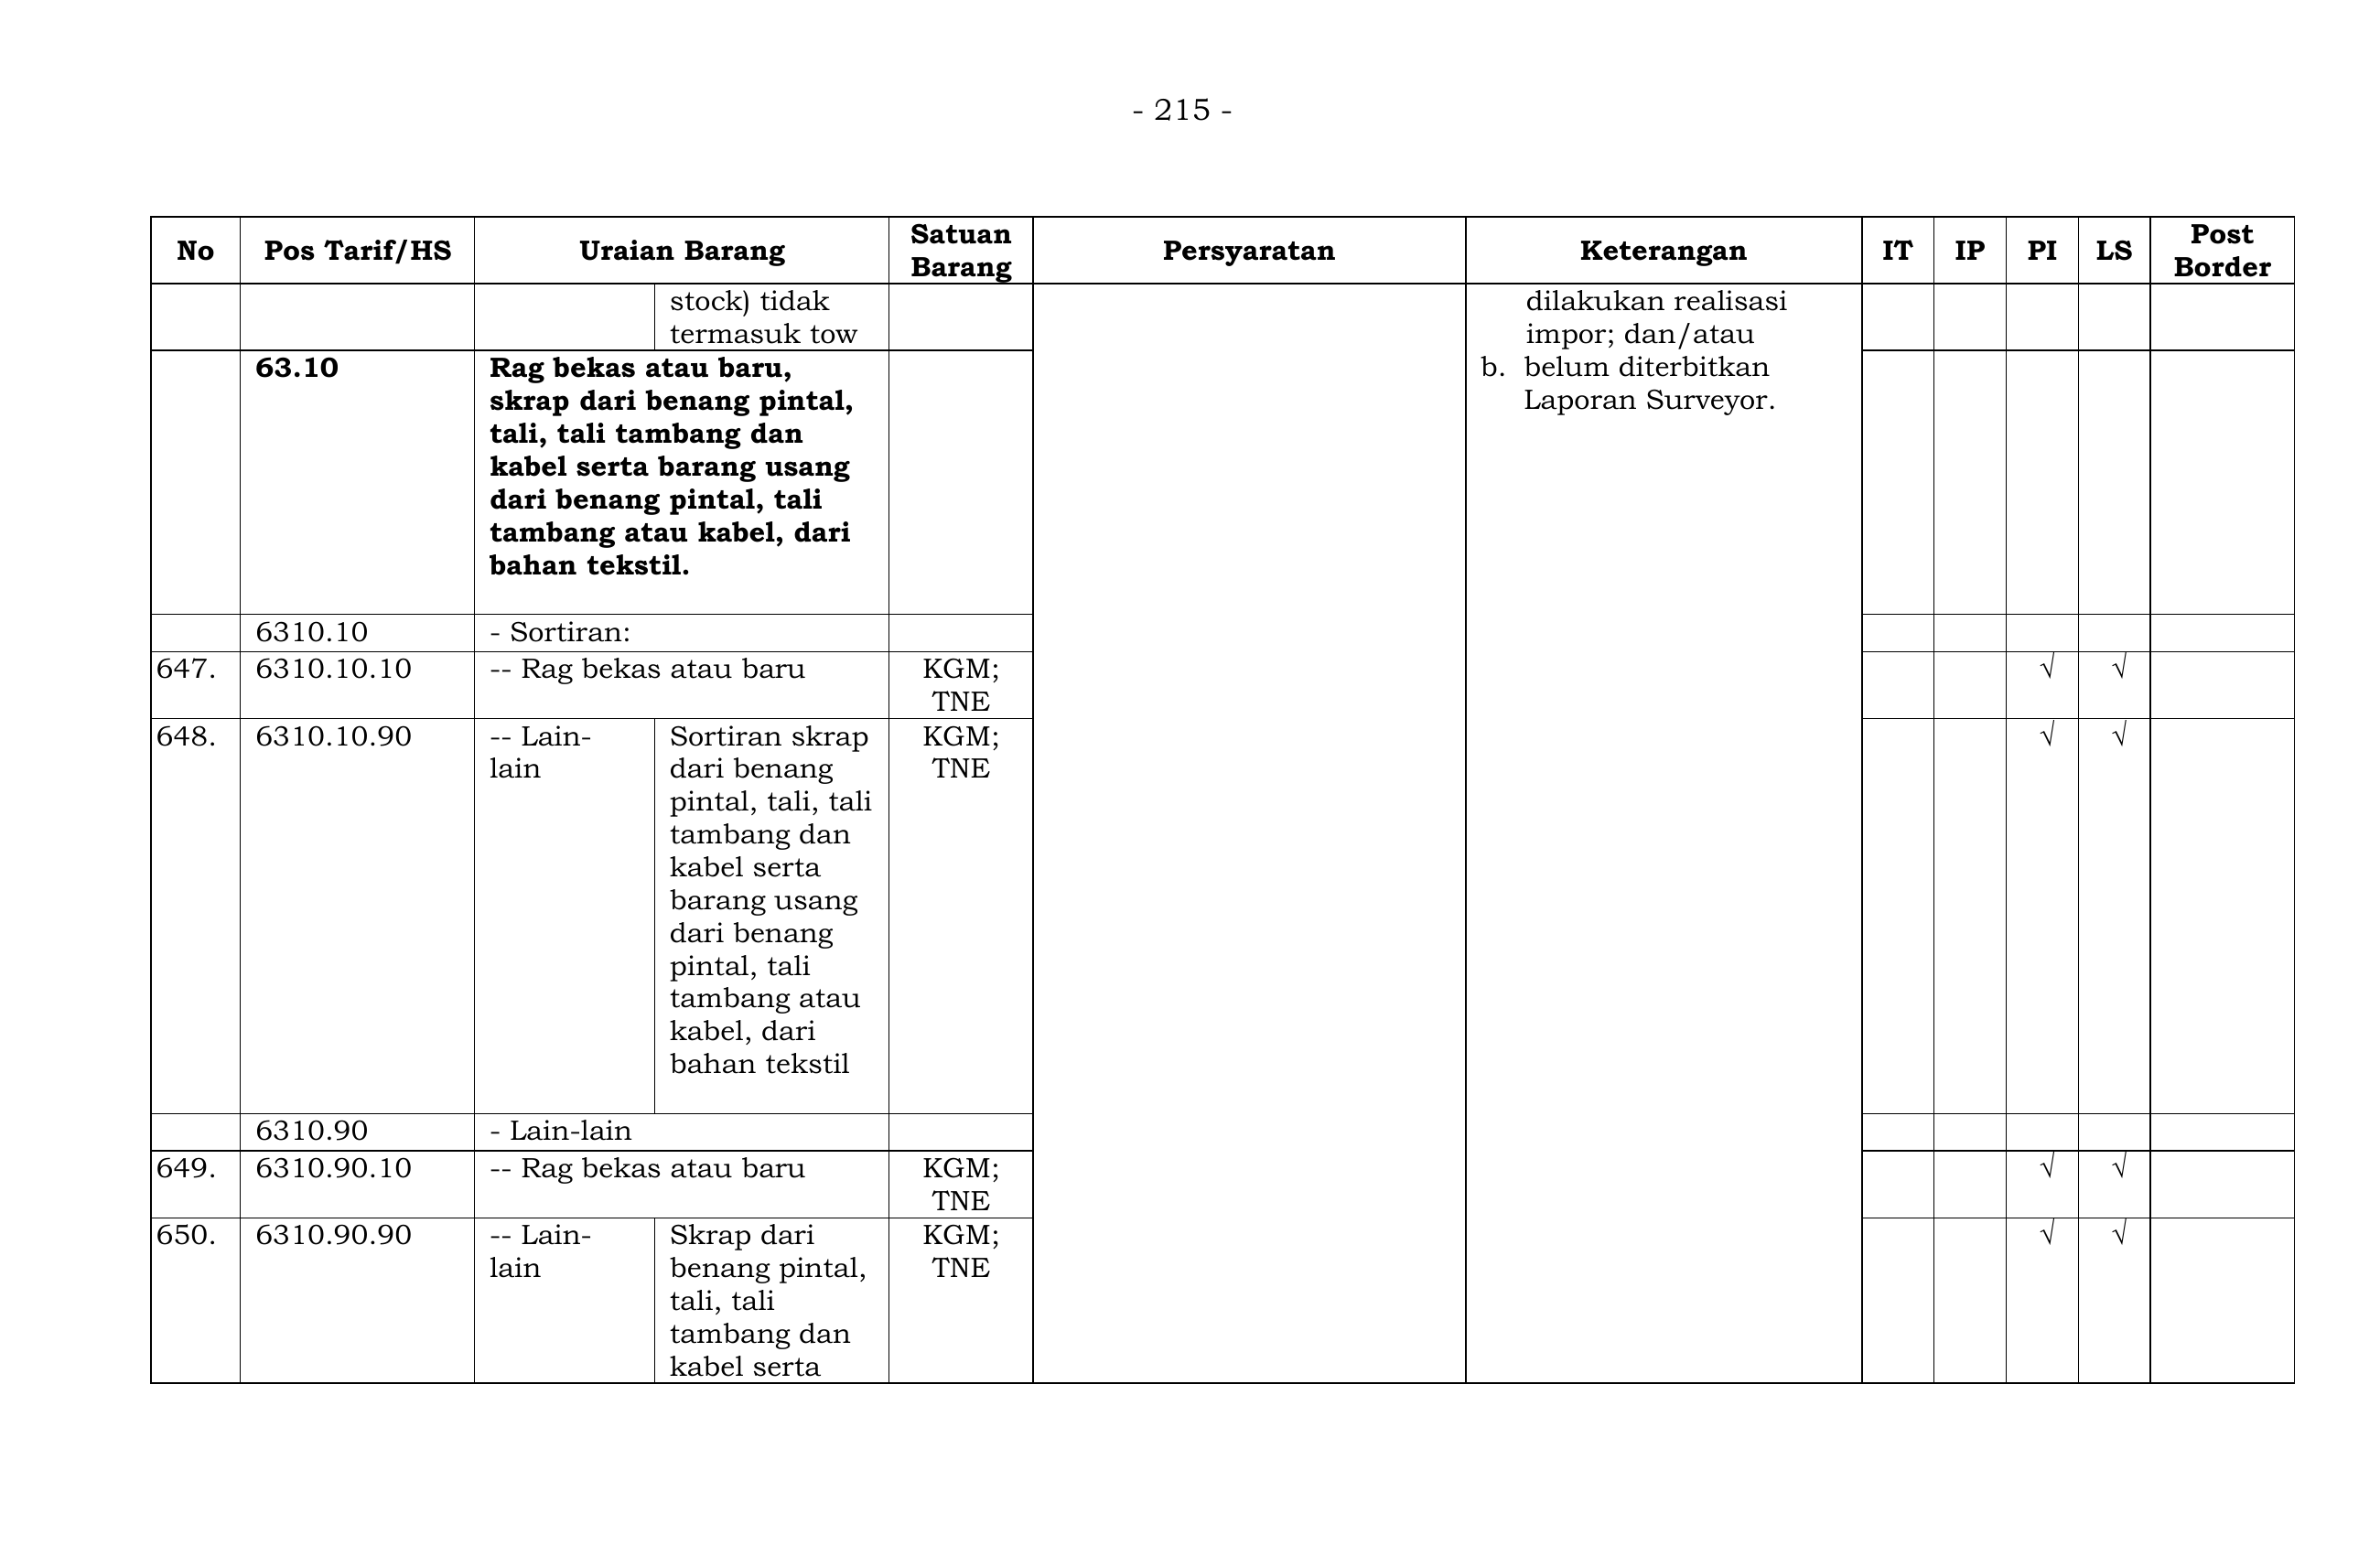 - 215 -
No Pos Tarif/HS Uraian Barang Satuan Barang Persyaratan Keterangan IT IP PI LS Post Border
stock) tidak
termasuk tow
dilakukan realisasi
impor; dan/atau
b. belum diterbitkan
Laporan Surveyor.
63.10 Rag bekas atau baru,
skrap dari benang pintal,
tali, tali tambang dan
kabel serta barang usang
dari benang pintal, tali
tambang atau kabel, dari
bahan tekstil.
6310.10 - Sortiran:
647. 6310.10.10 -- Rag bekas atau baru KGM; √ √
TNE
648. 6310.10.90 -- Lain- Sortiran skrap KGM; √ √
lain dari benang TNE
pintal, tali, tali
tambang dan
kabel serta
barang usang
dari benang
pintal, tali
tambang atau
kabel, dari
bahan tekstil
6310.90 - Lain-lain
649. 6310.90.10 -- Rag bekas atau baru KGM; √ √
TNE
650. 6310.90.90 -- Lain- Skrap dari KGM; √ √
lain benang pintal, TNE
tali, tali
tambang dan
kabel serta